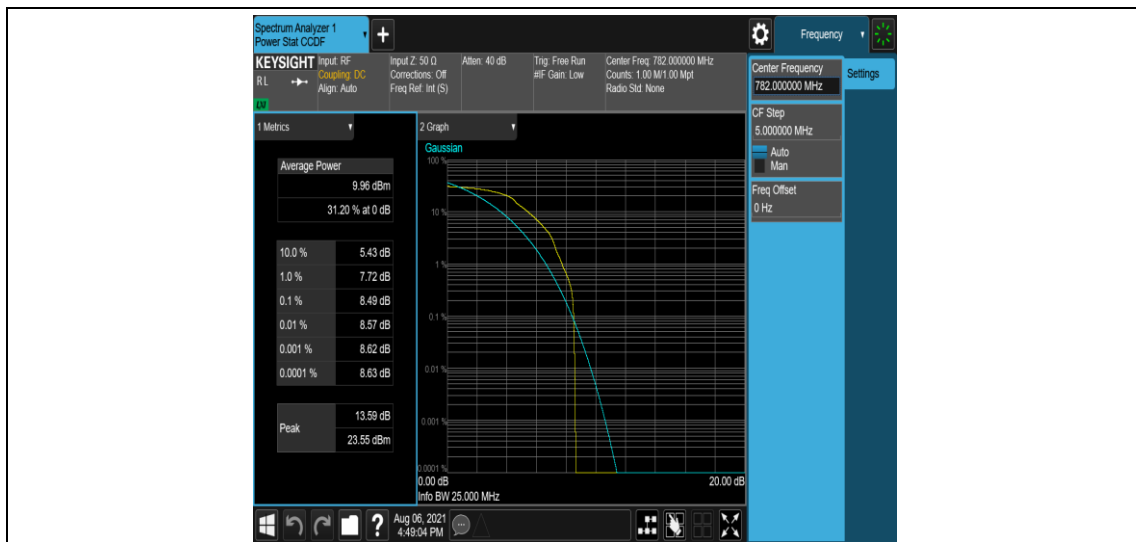 Spectrum Analyzer 1
Power Stat CCDF
+
Frequency
KEYSIGHT
RL
LXI
Input: RF
Coupling: DC
Align: Auto
Input Z: 50 Ω
Corrections: Off
Freq Ref: Int (S)
Atten: 40 dB
Trig: Free Run
#IF Gain: Low
Center Freq: 782.000000 MHz
Counts: 1.00 M/1.00 Mpt
Radio Std: None
Center Frequency
782.000000 MHz
Settings
CF Step
5.000000 MHz
Auto
Man
Freq Offset
0 Hz
1 Metrics
Average Power
9.96 dBm
31.20 % at 0 dB
10.0 % 5.43 dB
1.0 % 7.72 dB
0.1 % 8.49 dB
0.01 % 8.57 dB
0.001 % 8.62 dB
0.0001 % 8.63 dB
Peak
13.59 dB
23.55 dBm
2 Graph
Gaussian
100 %
10 %
1 %
0.1 %
0.01 %
0.001 %
0.0001 %
0.00 dB 20.00 dB
Info BW 25.000 MHz
?
Aug 06, 2021
4:49:04 PM